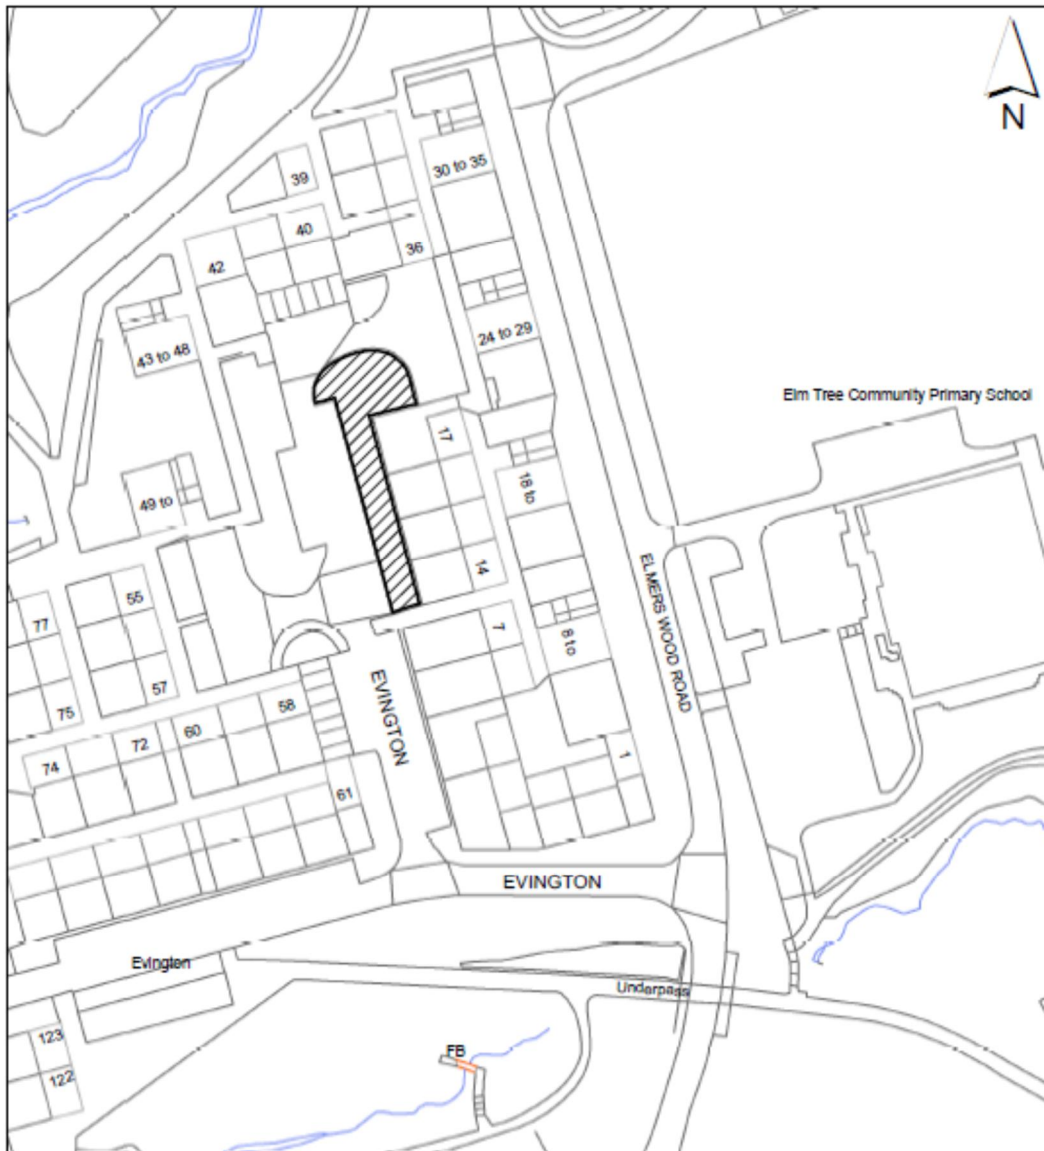 N
39
30 to 35
40
36
42
24 to 29
43 to 48
Elm Tree Community Primary School
17
18 to
49 to
14
ELMERS WOOD ROAD
55
77
7
8 to
57
EVINGTON
75
58
60
72
1
74
61
EVINGTON
Evington
Underpass
123
FB
122